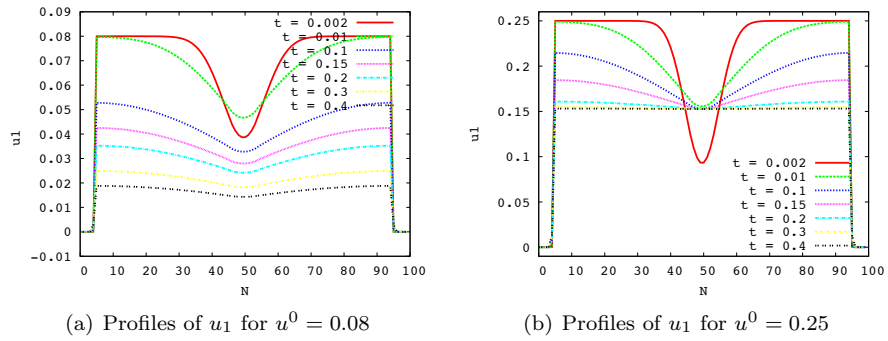 0.09
0.08
0.07
0.06
0.05
0.04
0.03
0.02
0.01
0
-0.01
u1
0 10 20 30 40 50 60 70 80 90 100
N
t = 0.002
t = 0.01
t = 0.1
t = 0.15
t = 0.2
t = 0.3
t = 0.4
(a) Profiles of u₁ for u⁰ = 0.08
0.25
0.2
0.15
0.1
0.05
0
u1
0 10 20 30 40 50 60 70 80 90 100
N
t = 0.002
t = 0.01
t = 0.1
t = 0.15
t = 0.2
t = 0.3
t = 0.4
(b) Profiles of u₁ for u⁰ = 0.25